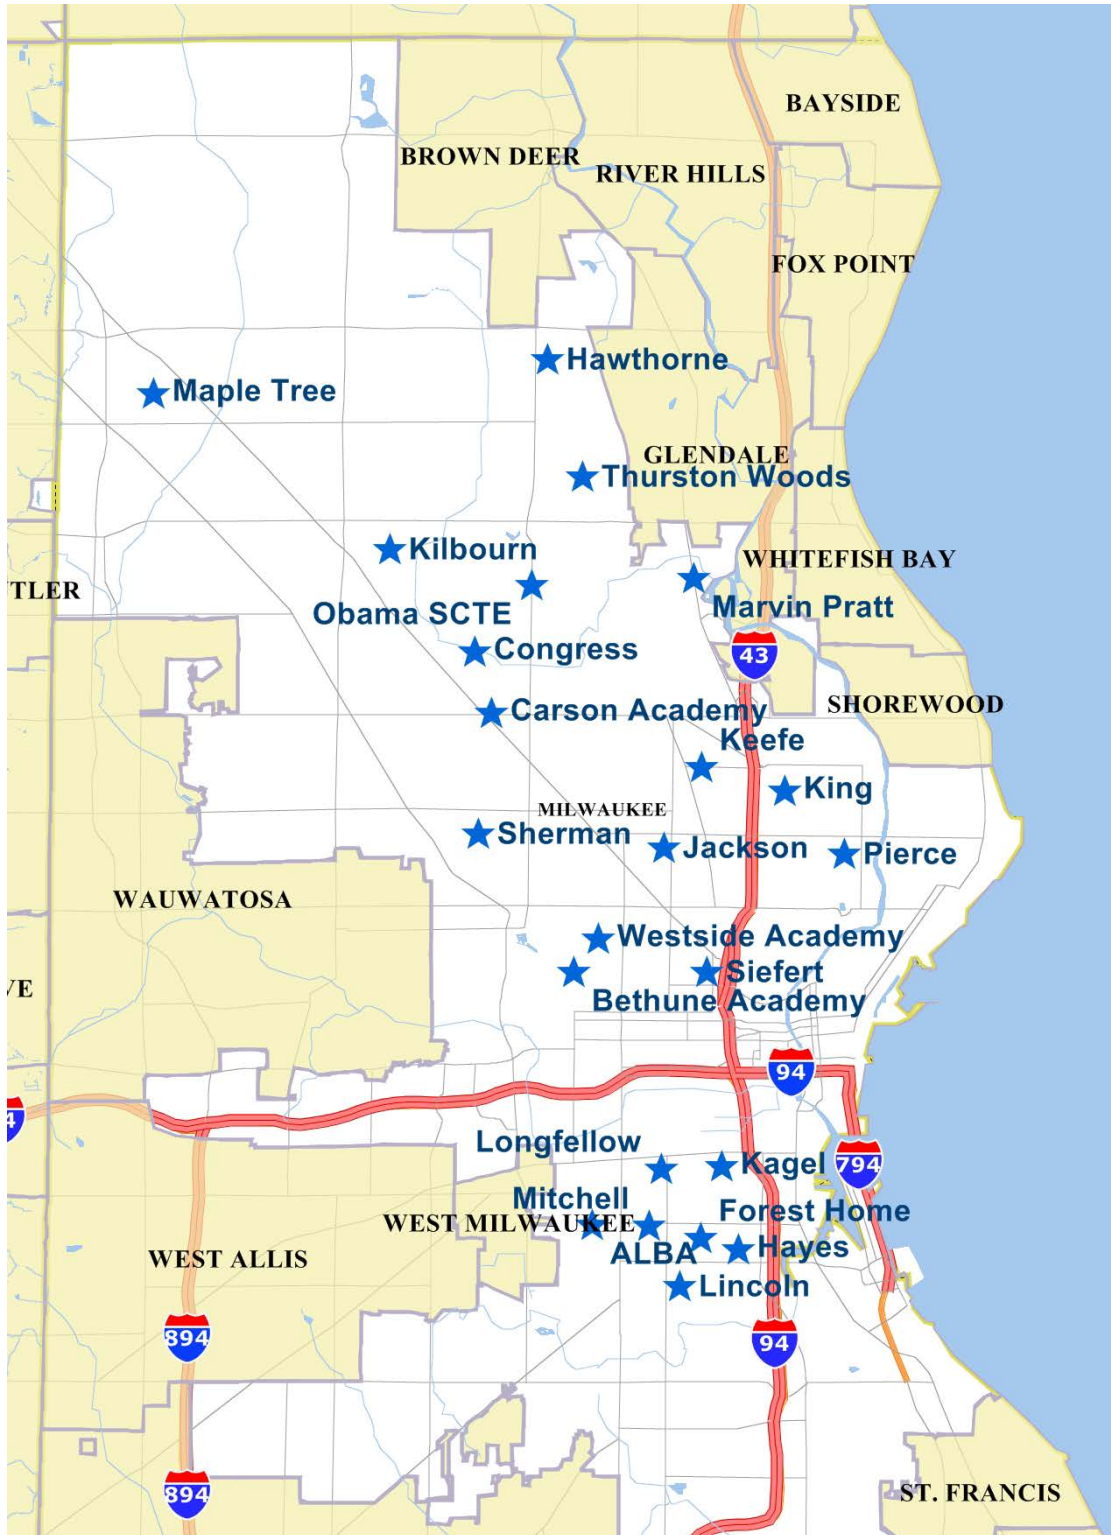 BAYSIDE
BROWN DEER
RIVER HILLS
FOX POINT
Hawthorne
Maple Tree
GLENDALE
Thurston Woods
Kilbourn
WHITEFISH BAY
TLER
Marvin Pratt
Obama SCTE
Congress
43
SHOREWOOD
Carson Academy
Keefe
King
MILWAUKEE
Sherman
Jackson
Pierce
WAUWATOSA
Westside Academy
Siefert
VE
Bethune Academy
94
4
Longfellow
Kagel
794
Mitchell
Forest Home
WEST MILWAUKEE
ALBA
Hayes
WEST ALLIS
Lincoln
894
94
894
ST. FRANCIS